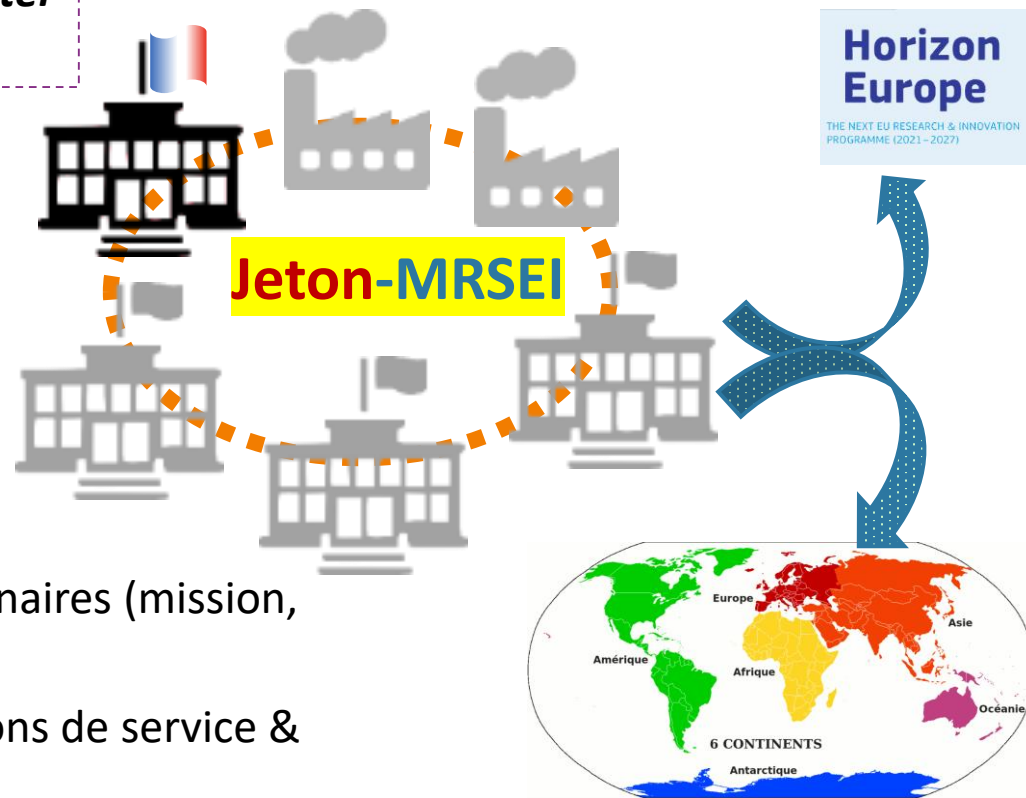 Horizon
Europe
THE NEXT EU RESEARCH & INNOVATION
PROGRAMME (2021–2027)
Jeton-MRSEI
naires (mission,
ons de service &
Europe
Asie
Amérique
Afrique
Océanie
6 CONTINENTS
Antarctique